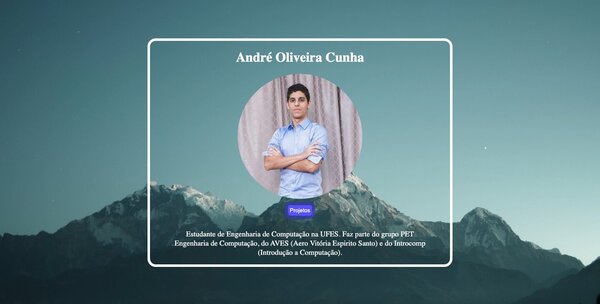 André Oliveira Cunha
Projetos
Estudante de Engenharia de Computação na UFES. Faz parte do grupo PET
Engenharia de Computação, do AVES (Aero Vitória Espirito Santo) e do Introcomp
(Introdução a Computação).